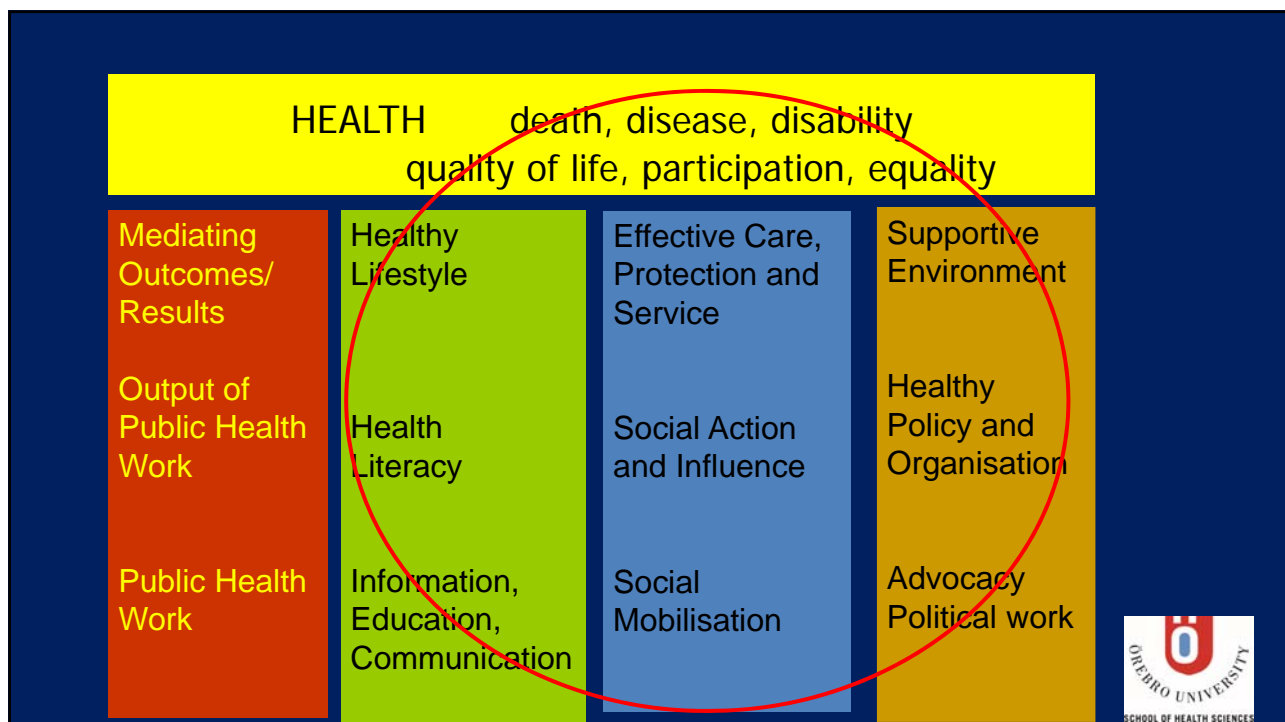 HEALTH death, disease, disability
quality of life, participation, equality
Mediating
Outcomes/
Results
Output of
Public Health
Work
Public Health
Work
Healthy
Lifestyle
Health
Literacy
Information,
Education,
Communication
Effective Care,
Protection and
Service
Social Action
and Influence
Social
Mobilisation
Supportive
Environment
Healthy
Policy and
Organisation
Advocacy
Political work
ÖREBRO UNIVERSITY
SCHOOL OF HEALTH SCIENCES